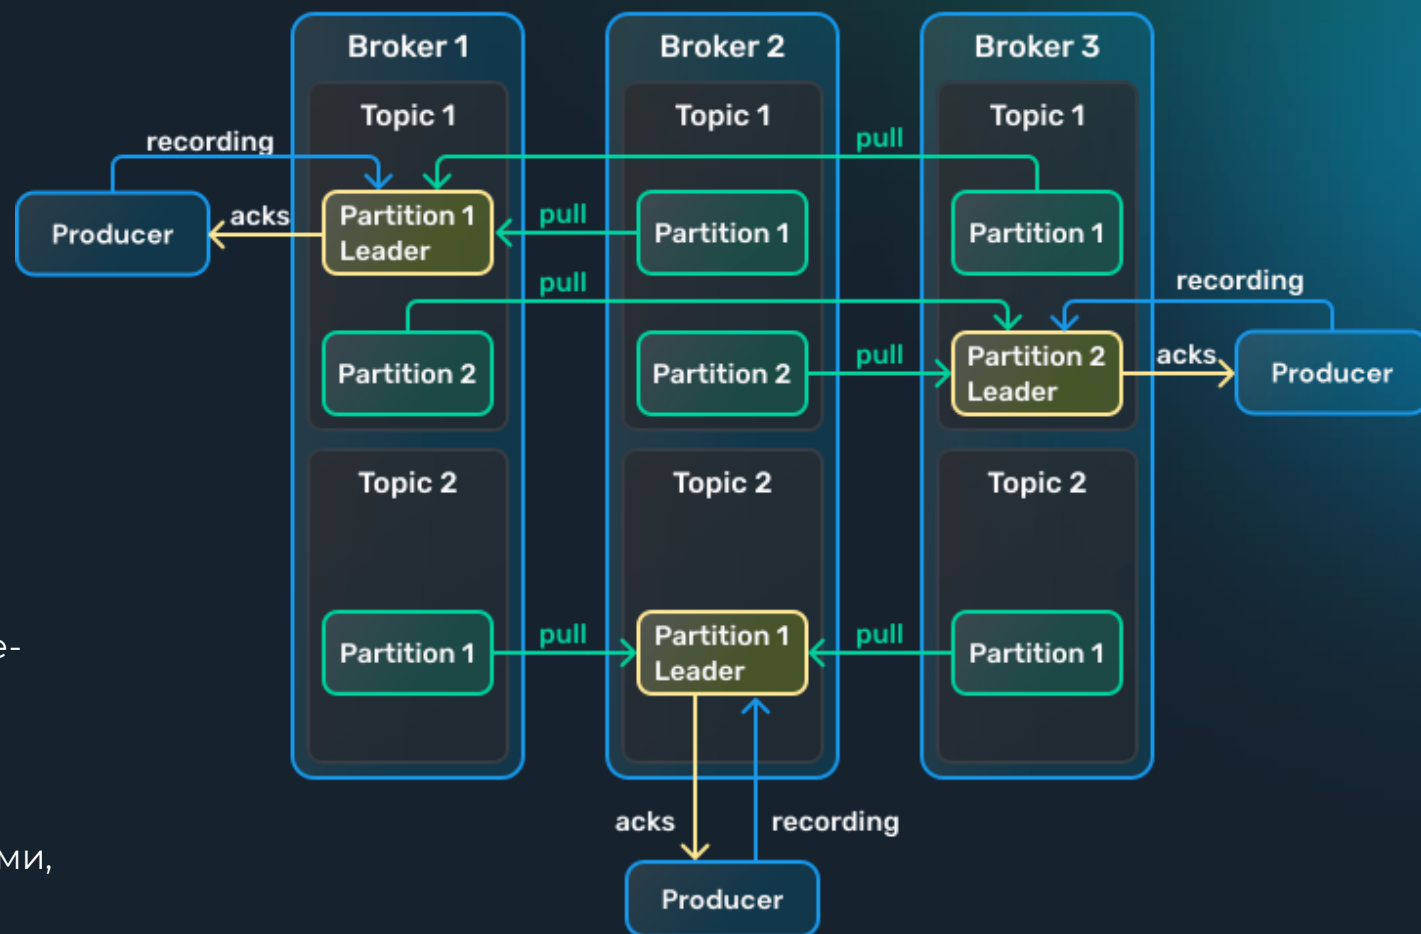 Broker 1
Broker 2
Broker 3
Topic 1
Topic 1
Topic 1
recording
pull
Producer
acks
Partition 1
Leader
pull
Partition 1
Partition 1
pull
recording
Partition 2
Partition 2
pull
Partition 2
Leader
acks
Producer
Topic 2
Topic 2
Topic 2
е-
Partition 1
pull
Partition 1
Leader
pull
Partition 1
acks
recording
ми,
Producer